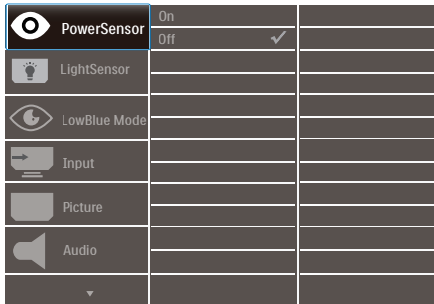 PowerSensor
On
Off
LightSensor
LowBlue Mode
Input
Picture
Audio